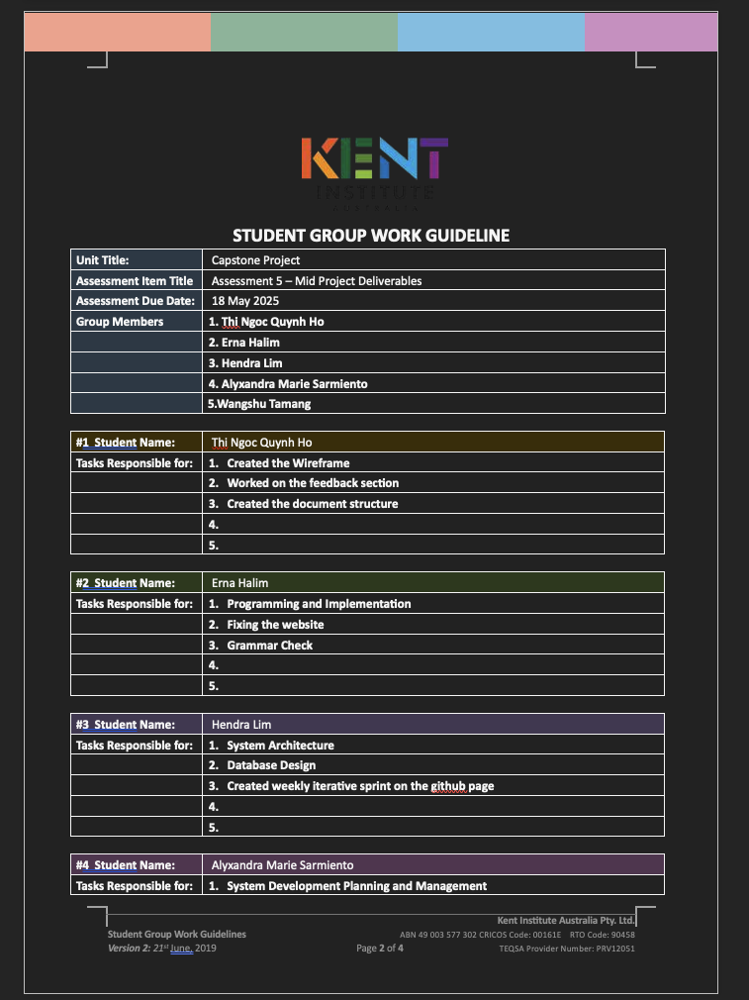 KENT
INSTITUTE
AUSTRALIA
STUDENT GROUP WORK GUIDELINE
Unit Title: Capstone Project
Assessment Item Title Assessment 5 – Mid Project Deliverables
Assessment Due Date: 18 May 2025
Group Members 1. Thi Ngoc Quynh Ho
2. Erna Halim
3. Hendra Lim
4. Alyxandra Marie Sarmiento
5.Wangshu Tamang
#1 Student Name: Thi Ngoc Quynh Ho
Tasks Responsible for: 1. Created the Wireframe
2. Worked on the feedback section
3. Created the document structure
4.
5.
#2 Student Name: Erna Halim
Tasks Responsible for: 1. Programming and Implementation
2. Fixing the website
3. Grammar Check
4.
5.
#3 Student Name: Hendra Lim
Tasks Responsible for: 1. System Architecture
2. Database Design
3. Created weekly iterative sprint on the github page
4.
5.
#4 Student Name: Alyxandra Marie Sarmiento
Tasks Responsible for: 1. System Development Planning and Management
Kent Institute Australia Pty. Ltd.
Student Group Work Guidelines ABN 49 003 577 302 CRICOS Code: 00161E RTO Code: 90458
Version 2: 21st June, 2019 Page 2 of 4 TEQSA Provider Number: PRV12051